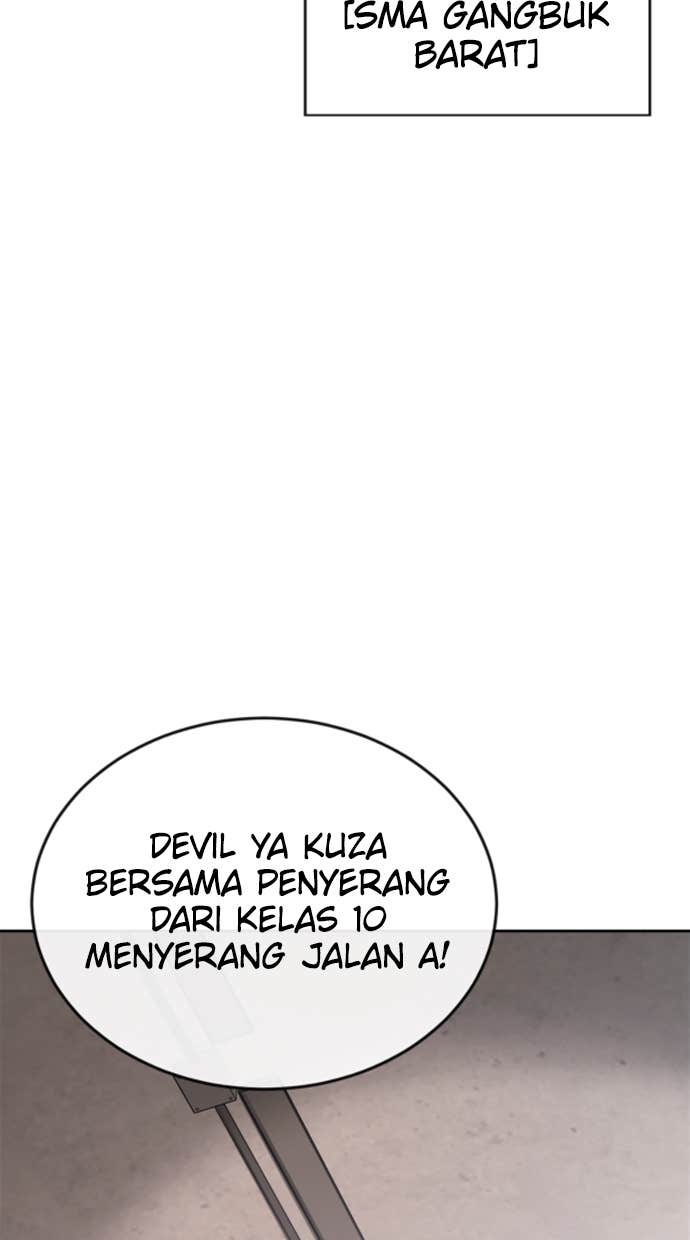 [SMA GANGBUK
BARAT]
DEVIL YA KUZA
BERSAMA PENYERANG
DARI KELAS 10
MENYERANG JALAN A!